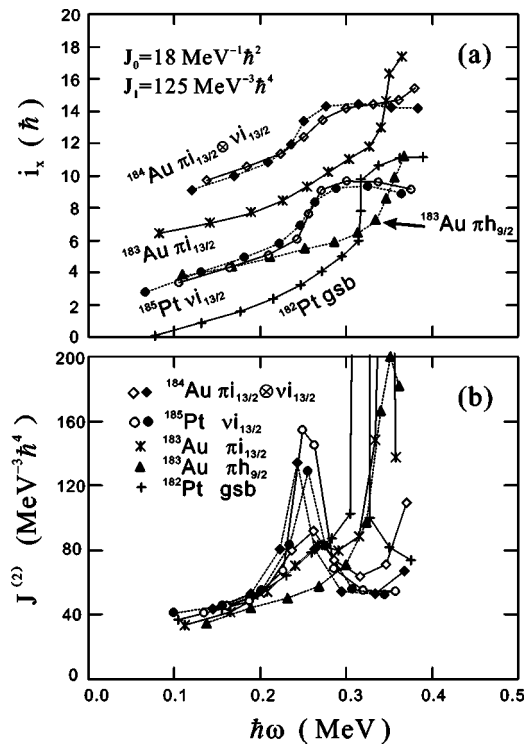 20
18
16
14
12
10
8
6
4
2
0
iₓ (ħ)
J₀=18 MeV⁻¹ħ²
J₁=125 MeV⁻³ħ⁴
(a)
¹⁸⁴Au πi₁₃/₂⊗νi₁₃/₂
¹⁸³Au πi₁₃/₂
¹⁸³Au πh₉/₂
¹⁸⁵Pt νi₁₃/₂
¹⁸²Pt gsb
200
160
120
80
40
0
J⁽²⁾ (MeV⁻³ħ⁴)
(b)
¹⁸⁴Au πi₁₃/₂⊗νi₁₃/₂
¹⁸⁵Pt νi₁₃/₂
¹⁸³Au πi₁₃/₂
¹⁸³Au πh₉/₂
¹⁸²Pt gsb
0.0 0.1 0.2 0.3 0.4 0.5
ħω (MeV)